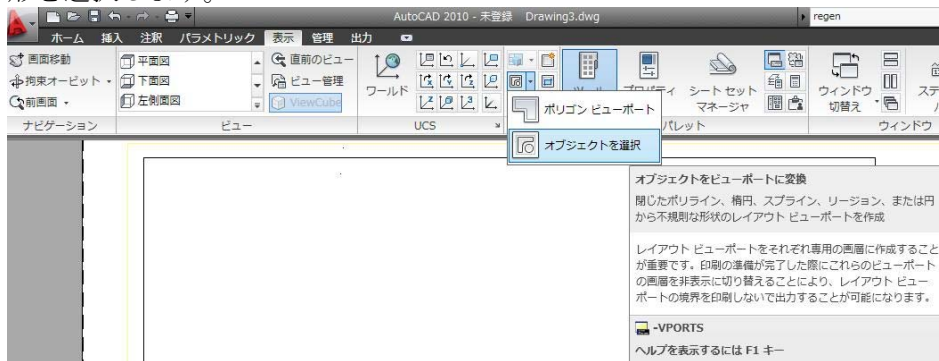 形を選択します。
AutoCAD 2010 - 未登録 Drawing3.dwg
regen
ホーム 挿入 注釈 パラメトリック 表示 管理 出力
画面移動
拘束オービット
前画面
ナビゲーション
平面図
下面図
左側面図
直前のビュー
ビュー管理
ViewCube
ビュー
ワールド
UCS
ポリゴン ビューポート
オブジェクトを選択
シート セット
マネージャ
パレット
ウィンドウ
切替え
ウィンドウ
オブジェクトをビューポートに変換
閉じたポリライン、楕円、スプライン、リージョン、または円
から不規則な形状のレイアウト ビューポートを作成
レイアウト ビューポートをそれぞれ専用の画層に作成すること
が重要です。印刷の準備が完了した際にこれらのビューポート
の画層を非表示に切り替えることにより、レイアウト ビュー
ポートの境界を印刷しないで出力することが可能になります。
-VPORTS
ヘルプを表示するには F1 キー